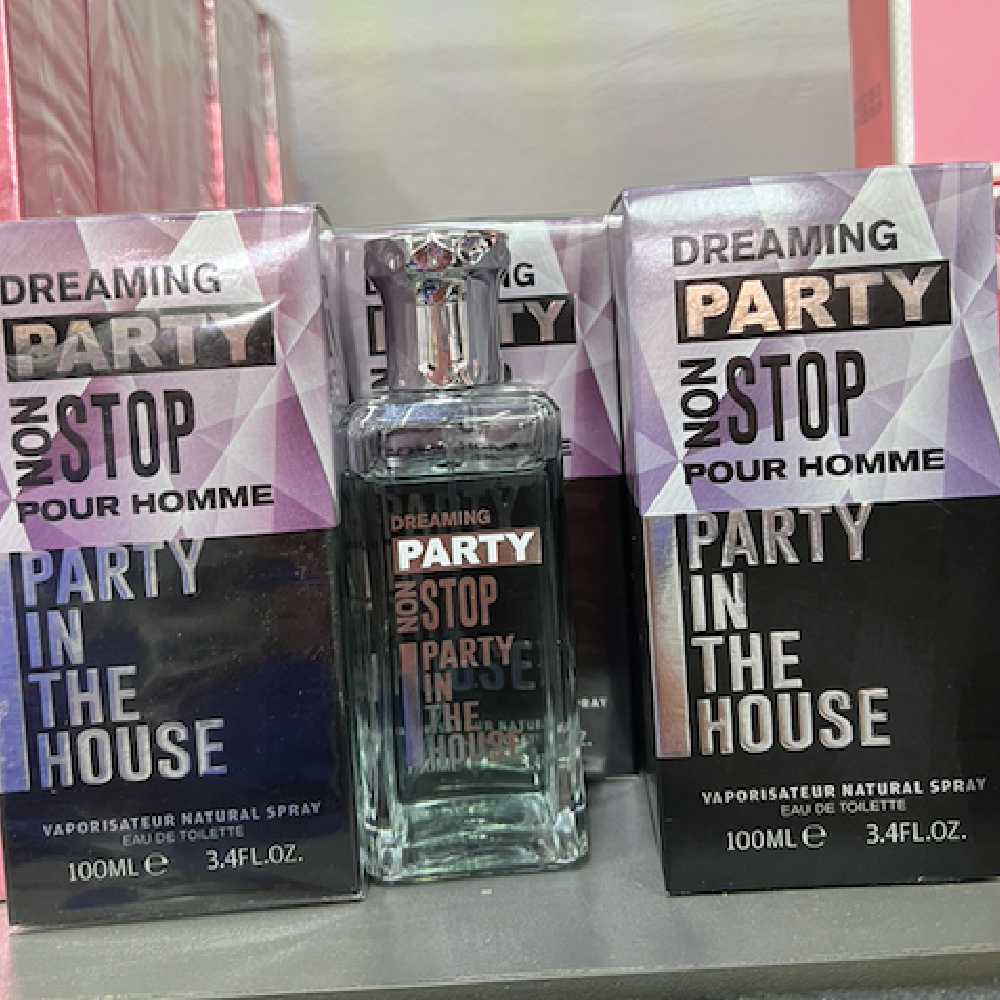 DREAMING
PARTY
NON STOP
POUR HOMME
PARTY
IN
THE
HOUSE
VAPORISATEUR NATURAL SPRAY
EAU DE TOILETTE
100ML ℮ 3.4FL.OZ.
DREAMING
PARTY
NON STOP
PARTY
IN
THE
HOUSE
DREAMING
PARTY
NON STOP
POUR HOMME
PARTY
IN
THE
HOUSE
VAPORISATEUR NATURAL SPRAY
EAU DE TOILETTE
100ML ℮ 3.4FL.OZ.